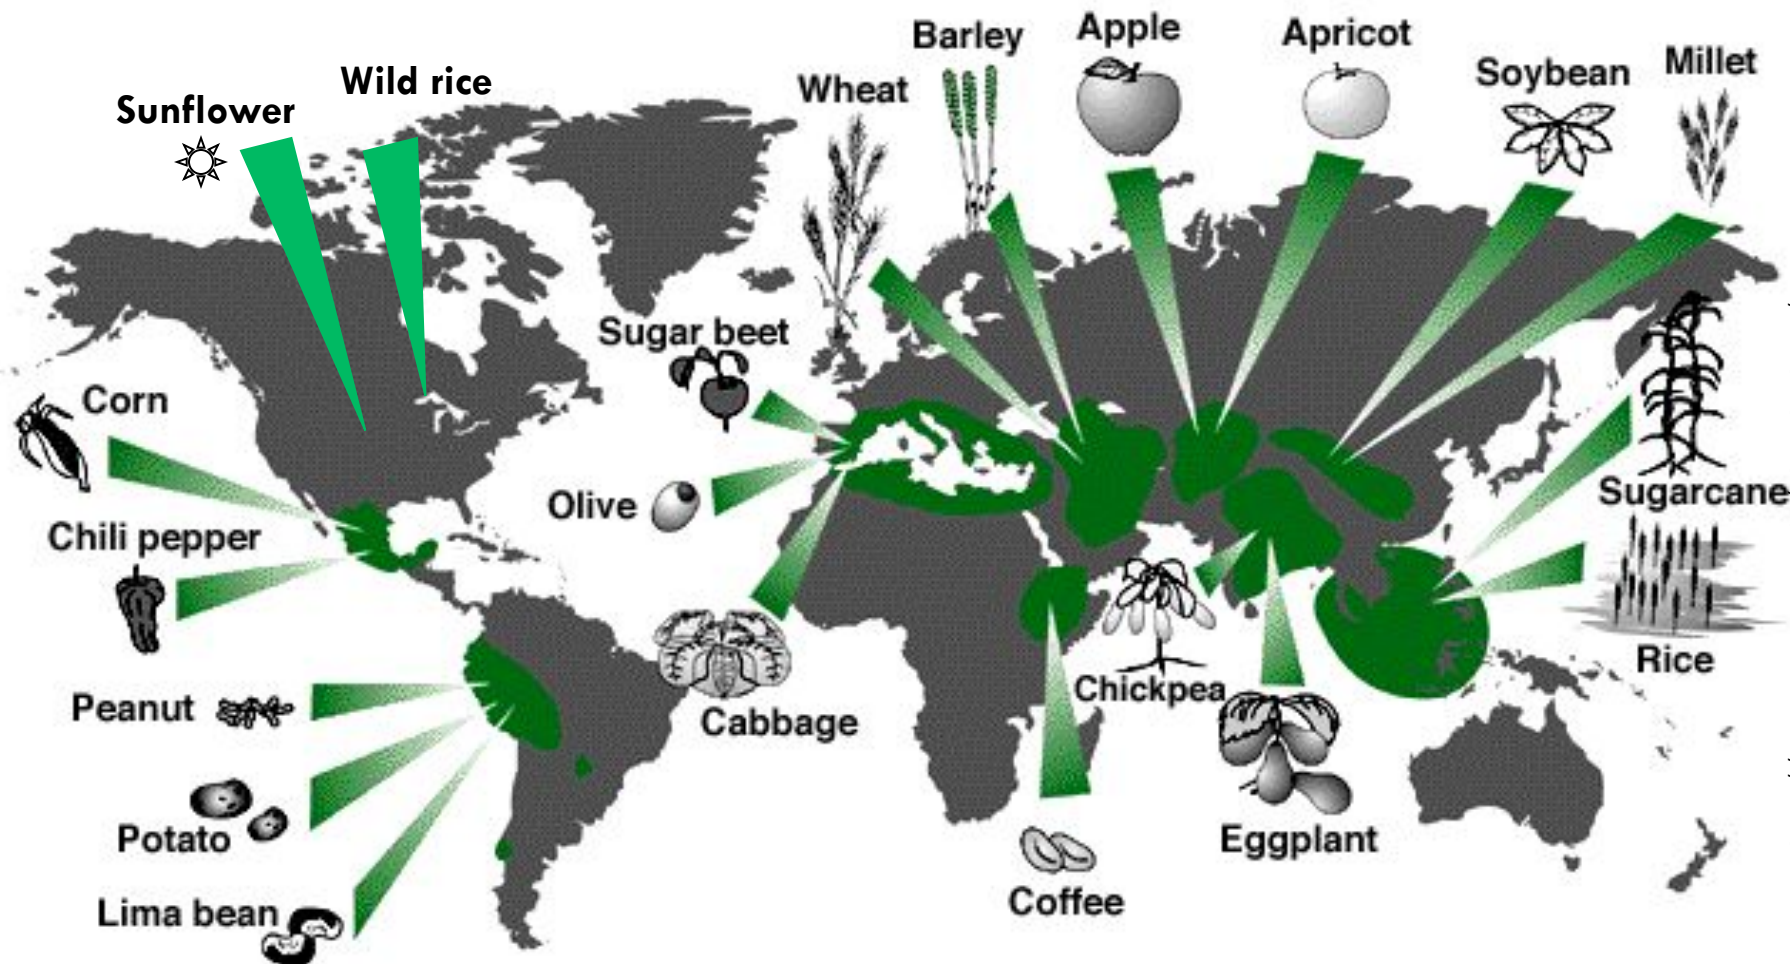 Barley
Apple
Apricot
Soybean
Millet
Wild rice
Wheat
Sunflower
Sugar beet
Corn
Olive
Sugarcane
Chili pepper
Rice
Chickpea
Peanut
Cabbage
Potato
Eggplant
Coffee
Lima bean